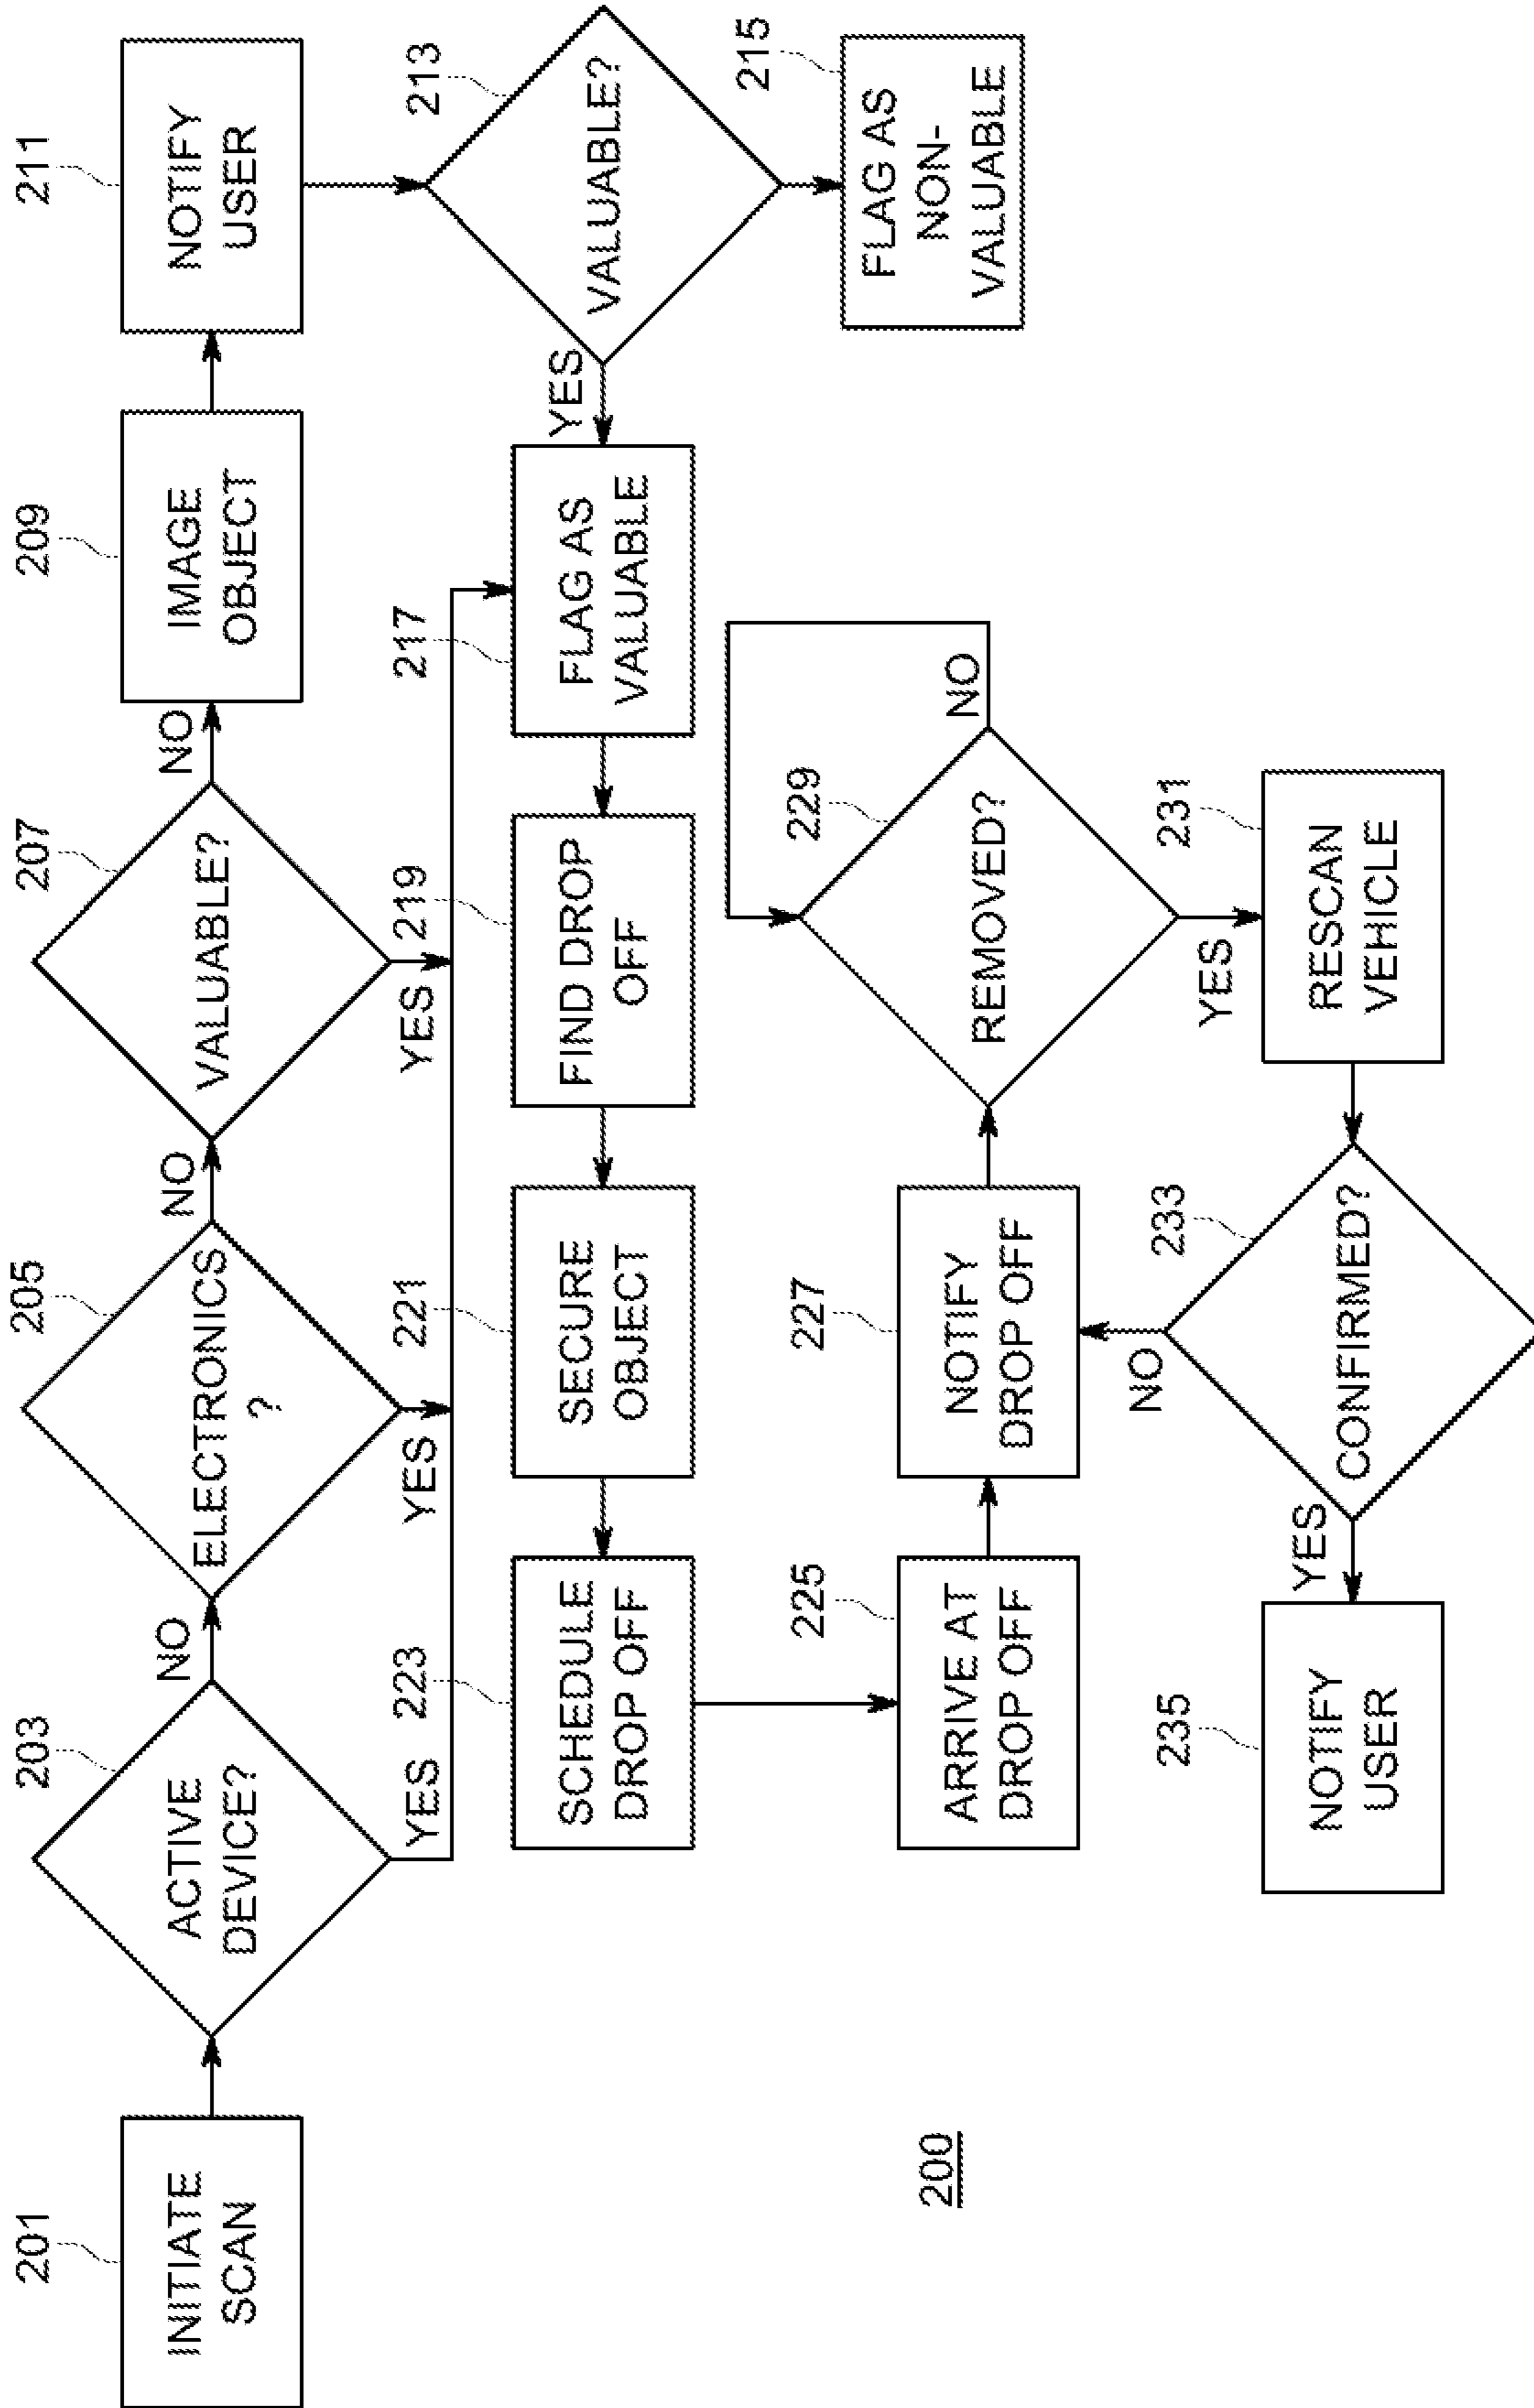 201
INITIATE
SCAN
203
ACTIVE
DEVICE?
NO
YES
205
ELECTRONICS
?
NO
YES
207
VALUABLE?
NO
YES
209
IMAGE
OBJECT
211
NOTIFY
USER
213
VALUABLE?
YES
215
FLAG AS
NON-
VALUABLE
217
FLAG AS
VALUABLE
219
FIND DROP
OFF
221
SECURE
OBJECT
223
SCHEDULE
DROP OFF
225
ARRIVE AT
DROP OFF
227
NOTIFY
DROP OFF
229
REMOVED?
NO
YES
231
RESCAN
VEHICLE
233
CONFIRMED?
NO
YES
235
NOTIFY
USER
200